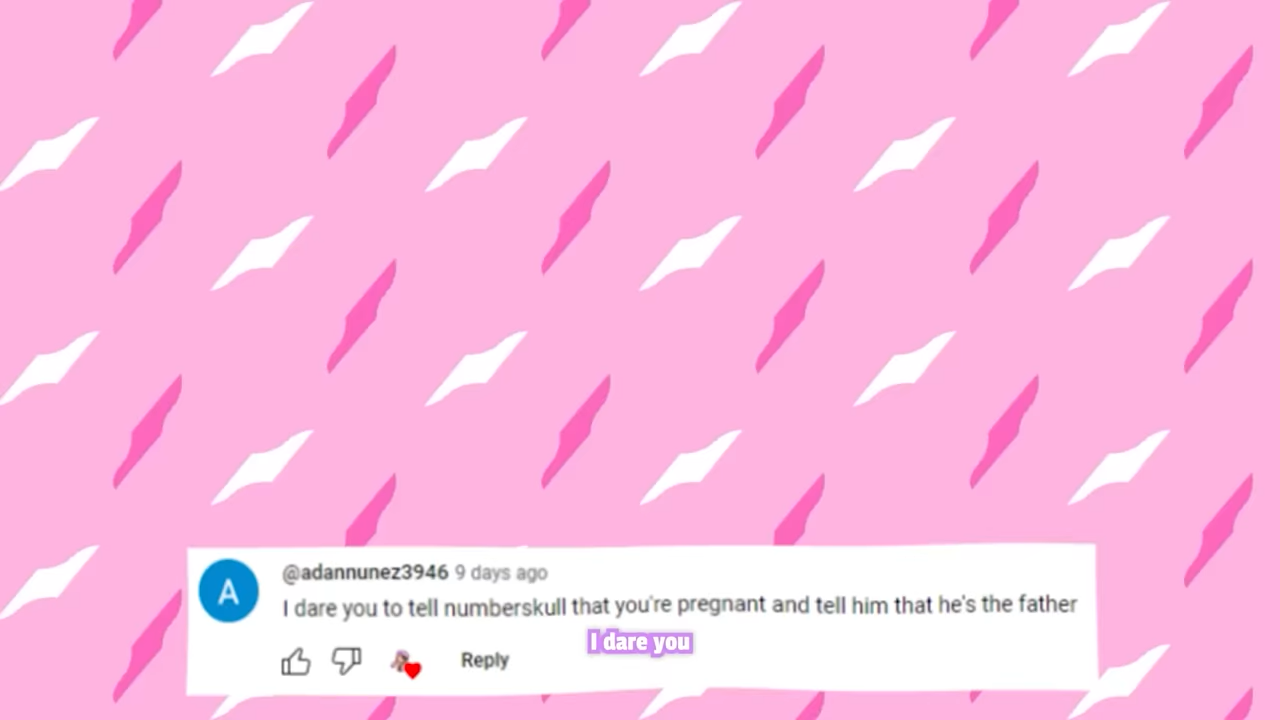 A
@adannunez3946 9 days ago
I dare you to tell numberskull that you're pregnant and tell him that he's the father
I dare you
Reply